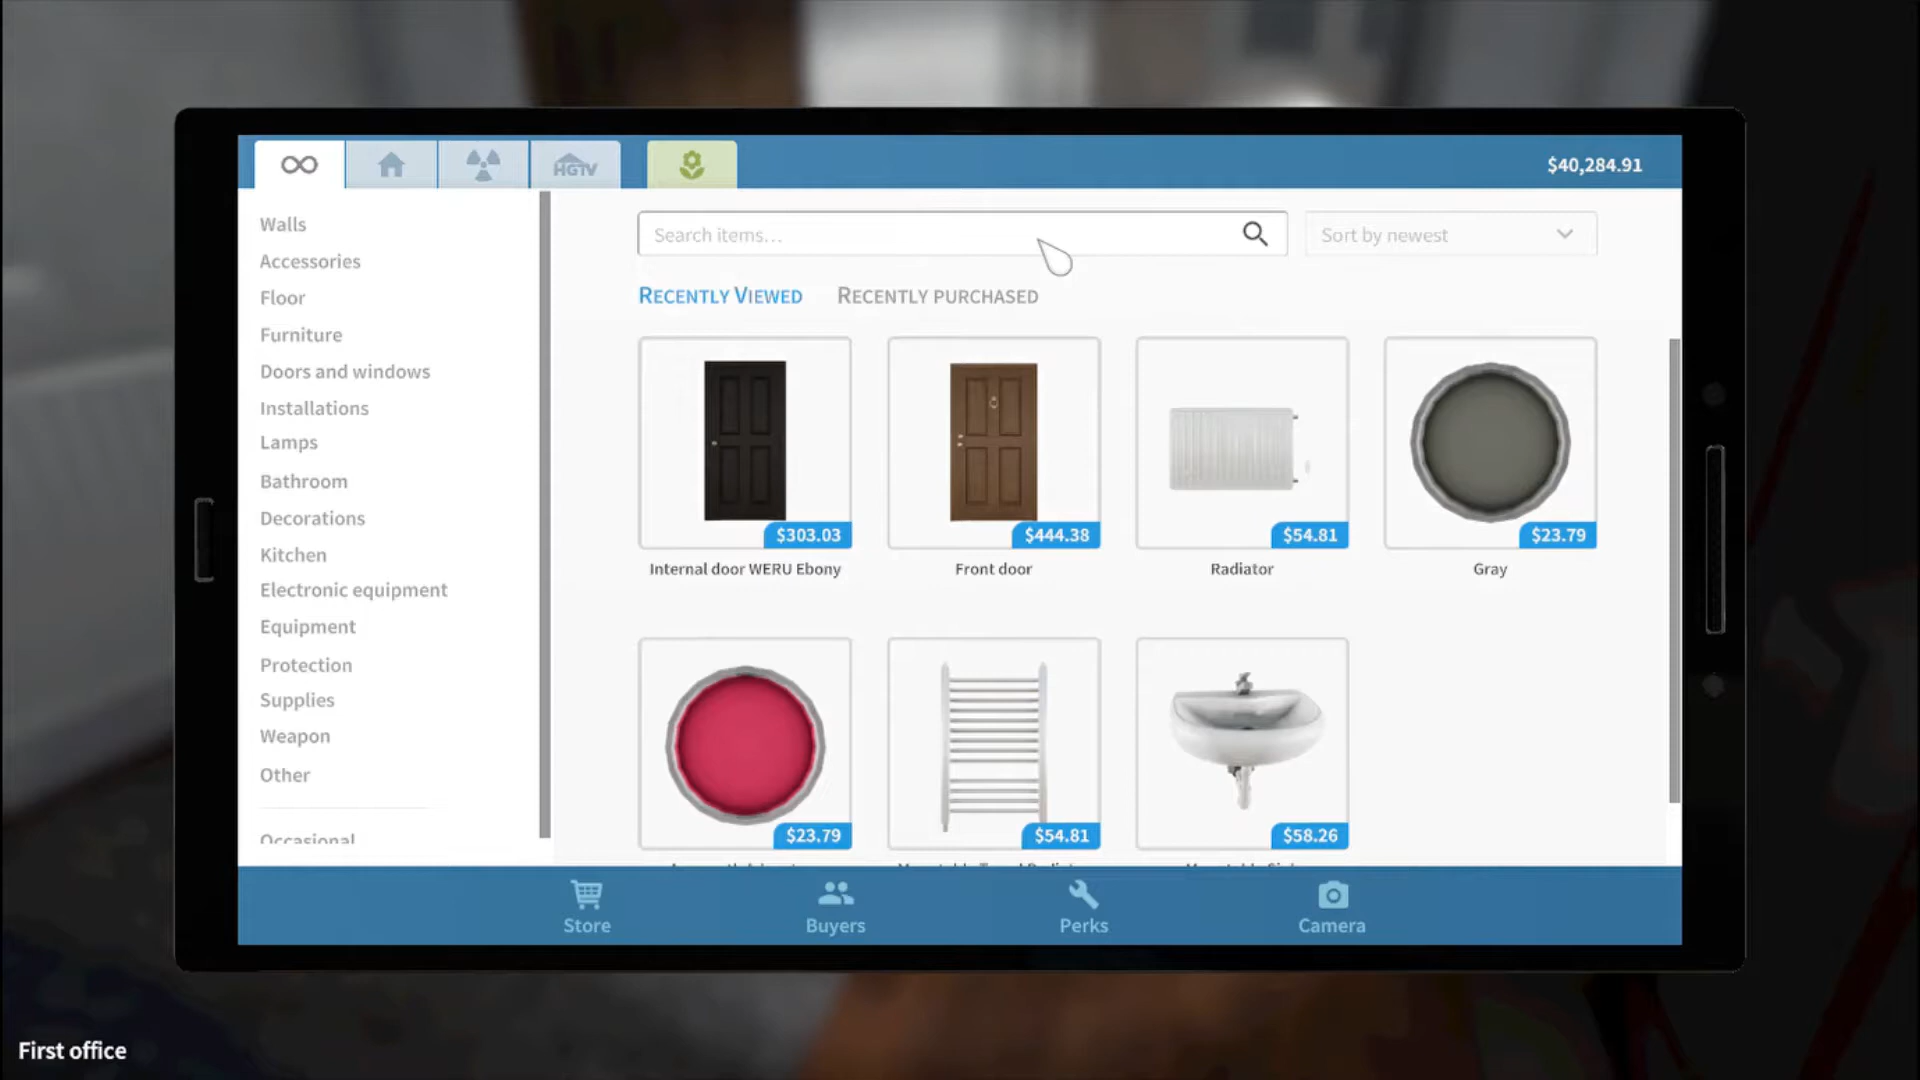 HGTV
$40,284.91
Search items...
Sort by newest
RECENTLY VIEWED
RECENTLY PURCHASED
Walls
Accessories
Floor
Furniture
Doors and windows
Installations
Lamps
Bathroom
Decorations
Kitchen
Electronic equipment
Equipment
Protection
Supplies
Weapon
Other
Occasional
$303.03
Internal door WERU Ebony
$444.38
Front door
$54.81
Radiator
$23.79
Gray
$23.79
$54.81
$58.26
Store
Buyers
Perks
Camera
First office